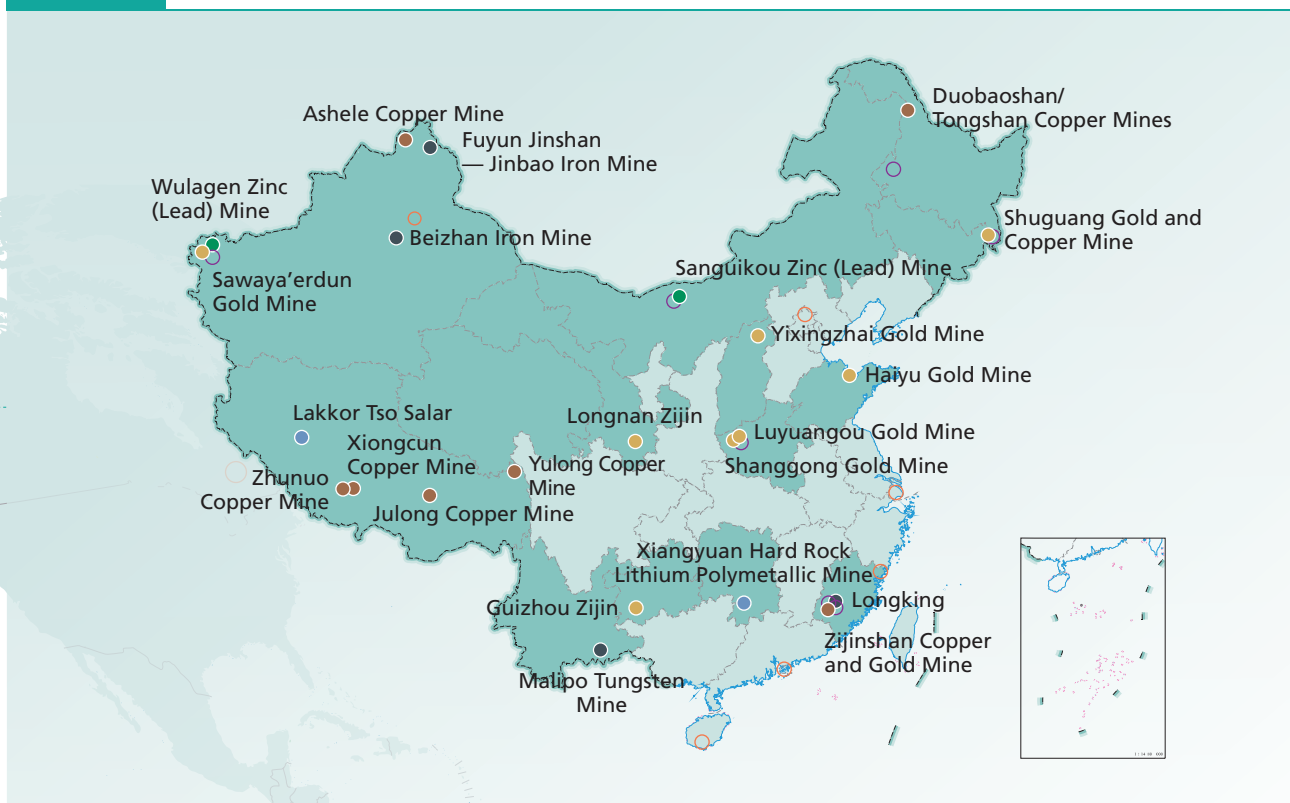 Ashele Copper Mine
Fuyun Jinshan
— Jinbao Iron Mine
Duobaoshan/
Tongshan Copper Mines
Wulagen Zinc
(Lead) Mine
Beizhan Iron Mine
Shuguang Gold and
Copper Mine
Sawaya'erdun
Gold Mine
Sanguikou Zinc (Lead) Mine
Yixingzhai Gold Mine
Haiyu Gold Mine
Lakkor Tso Salar
Longnan Zijin
Luyuangou Gold Mine
Xiongcun
Copper Mine
Shanggong Gold Mine
Yulong Copper
Mine
Zhunuo
Copper Mine
Julong Copper Mine
Xiangyuan Hard Rock
Lithium Polymetallic Mine
Guizhou Zijin
Longking
Zijinshan Copper
and Gold Mine
Malipo Tungsten
Mine